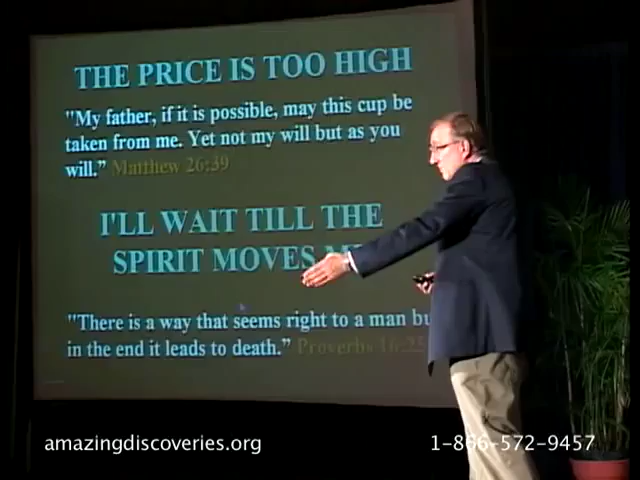 THE PRICE IS TOO HIGH
"My father, if it is possible, may this cup be
taken from me. Yet not my will but as you
will." Matthew 26:39
I'LL WAIT TILL THE
SPIRIT MOVES
"There is a way that seems right to a man
in the end it leads to death." Proverbs 16:25
amazingdiscoveries.org
1-866-572-9457